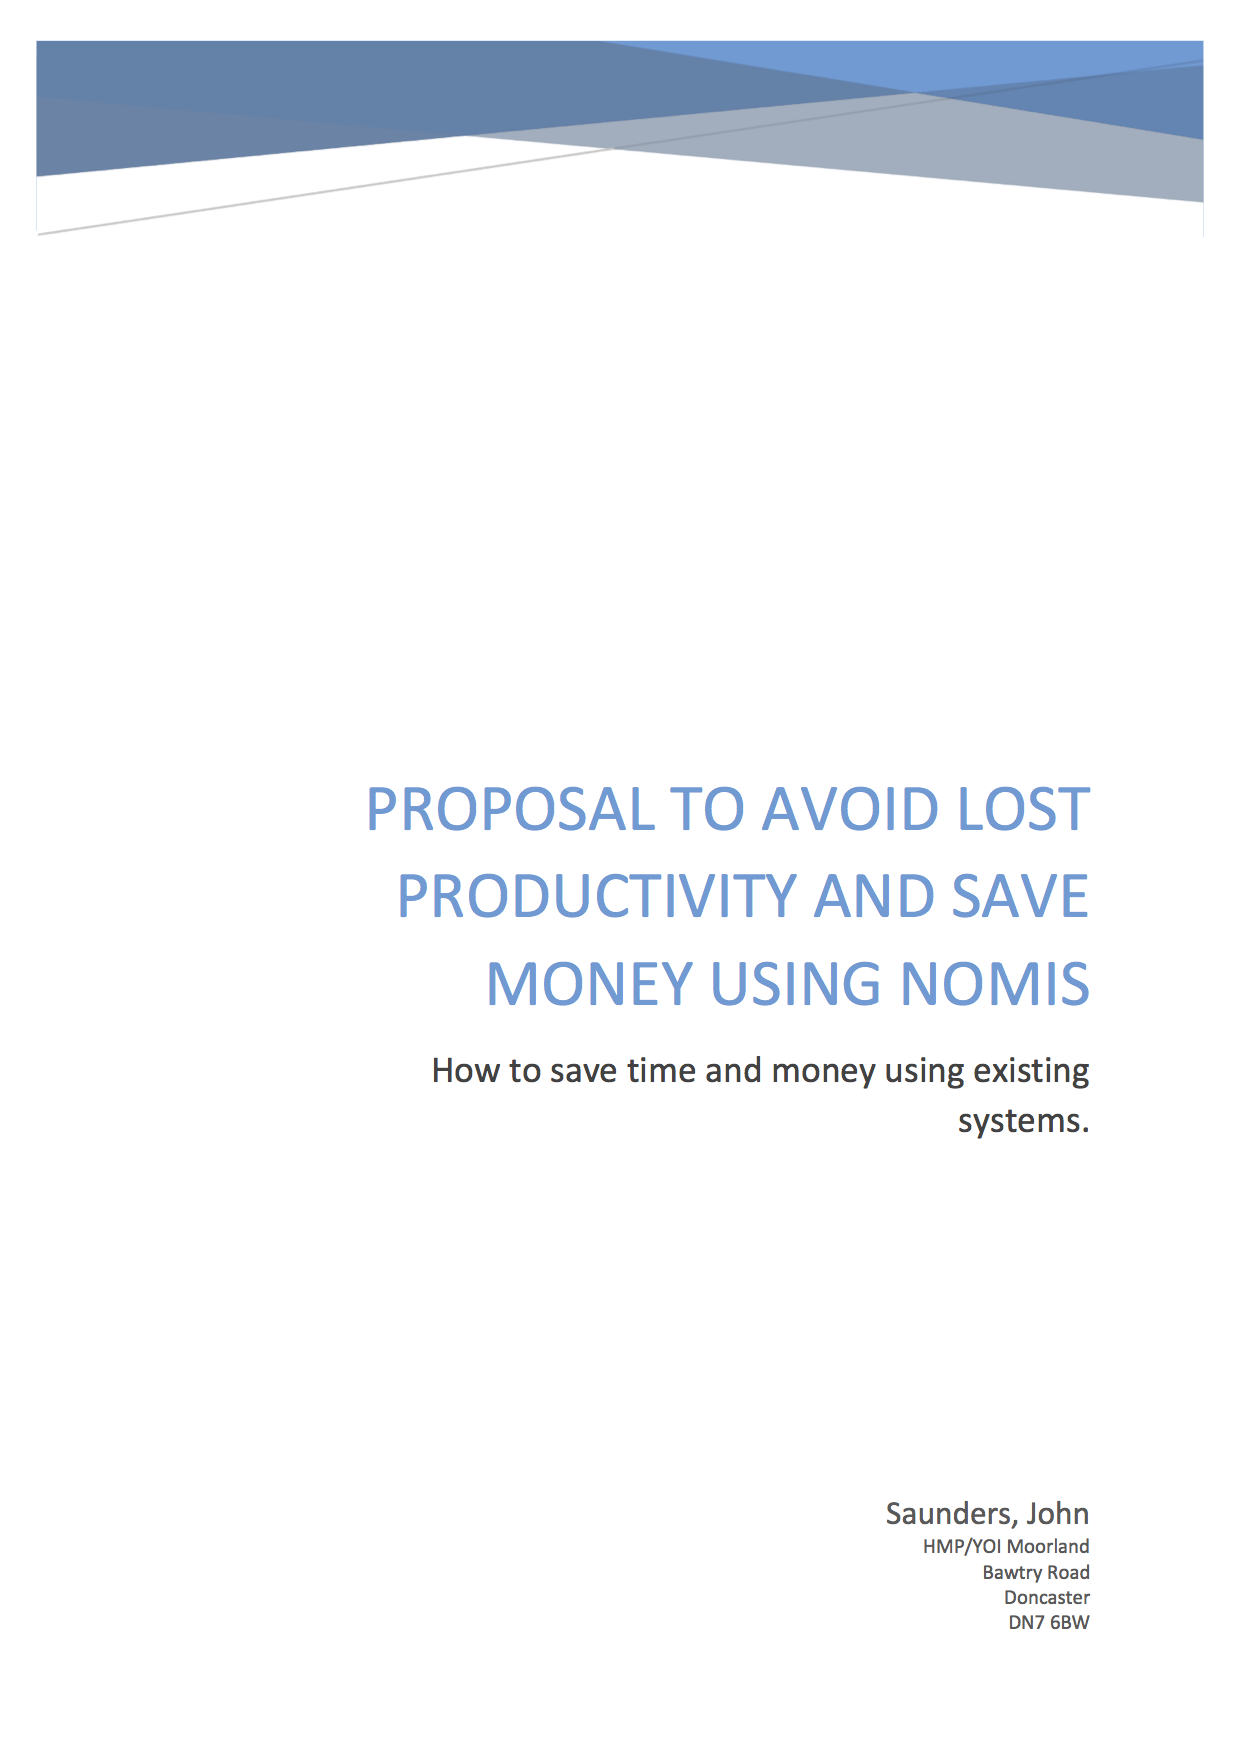 PROPOSAL TO AVOID LOST
PRODUCTIVITY AND SAVE
MONEY USING NOMIS
How to save time and money using existing
systems.
Saunders, John
HMP/YOI Moorland
Bawtry Road
Doncaster
DN7 6BW